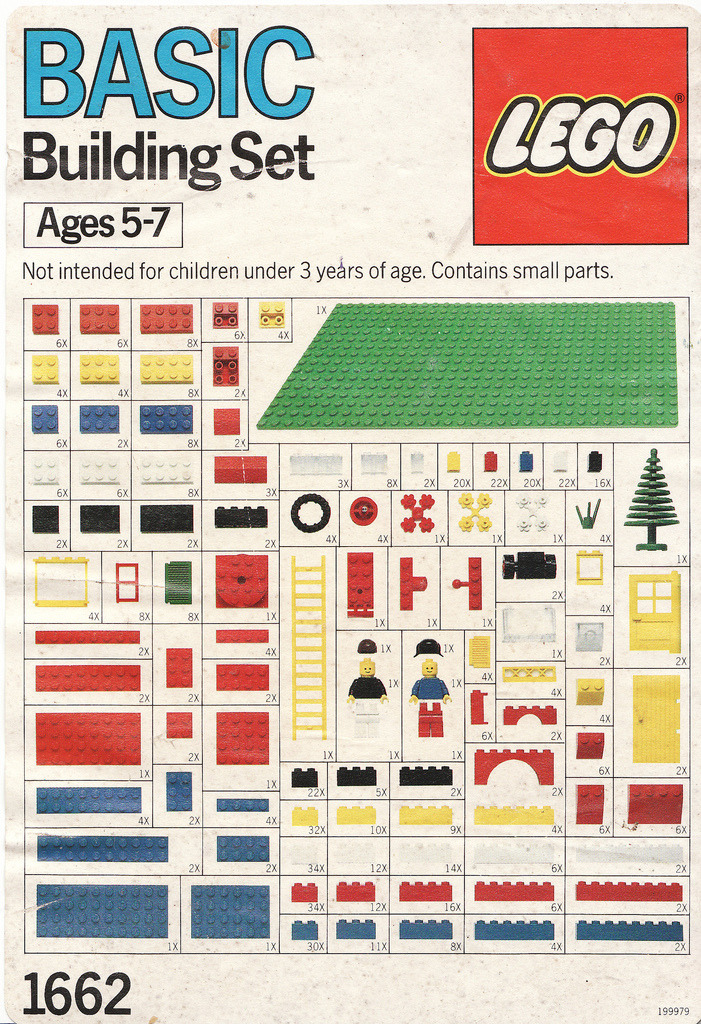 BASIC
LEGO®
Building Set
Ages 5-7
Not intended for children under 3 years of age. Contains small parts.
6X 6X 8X 6X 4X 1X
4X 4X 8X 2X
6X 2X 8X 2X
6X 6X 8X 3X 3X 8X 2X 20X 22X 20X 22X 16X
2X 2X 2X 2X 4X 4X 1X 1X 1X 4X 1X
4X 8X 8X 1X 1X 1X 1X 2X 4X 2X
2X 2X 4X 1X 1X 4X 1X 2X
2X 2X 1X 1X 2X 4X 2X
1X 2X 1X 1X 1X 1X 6X 2X 6X
4X 2X 4X 22X 5X 2X 2X 6X 6X
32X 10X 9X 4X
2X 2X 34X 12X 14X 6X 2X
34X 12X 16X 6X 2X
1X 1X 30X 11X 8X 4X 2X
1662
199979